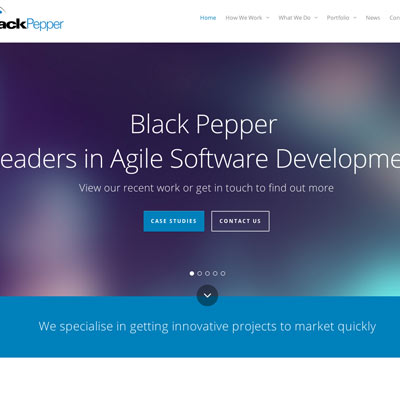 ackPepper
Home How We Work What We Do Portfolio News Con
Black Pepper
eaders in Agile Software Developme
View our recent work or get in touch to find out more
CASE STUDIES CONTACT US
We specialise in getting innovative projects to market quickly